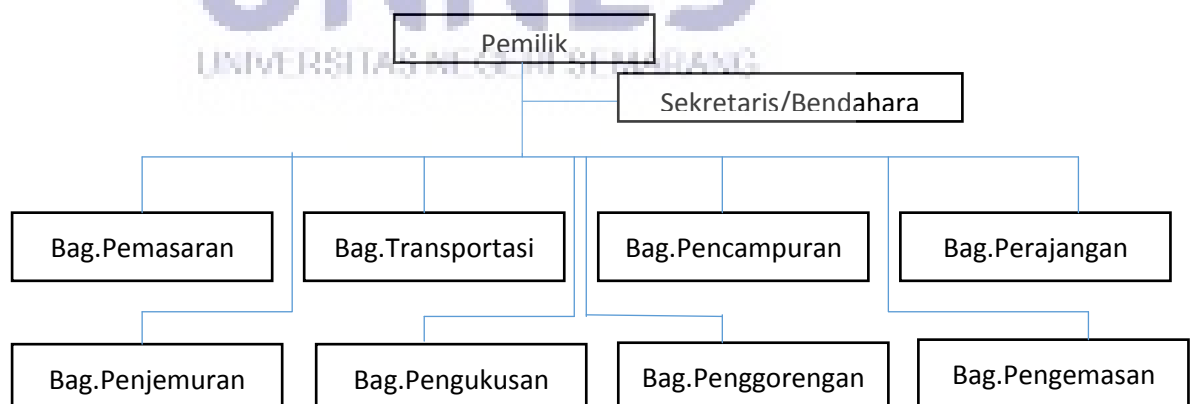 UNNES
UNIVERSITAS NEGERI SEMARANG
Pemilik
Sekretaris/Bendahara
Bag.Pemasaran
Bag.Transportasi
Bag.Pencampuran
Bag.Perajangan
Bag.Penjemuran
Bag.Pengukusan
Bag.Penggorengan
Bag.Pengemasan